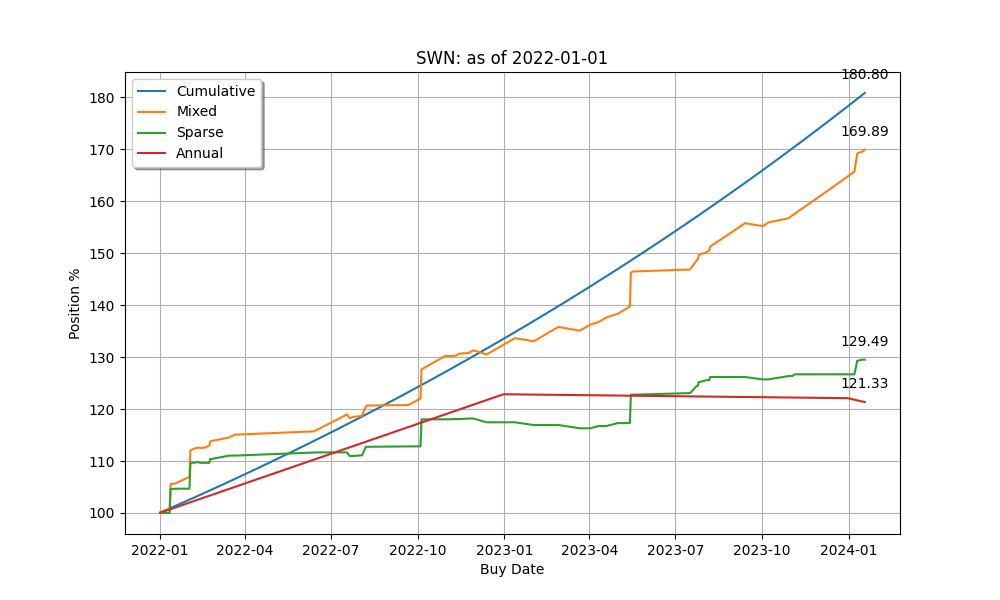 SWN: as of 2022-01-01
Cumulative
Mixed
Sparse
Annual
180.80
169.89
129.49
121.33
Position %
180
170
160
150
140
130
120
110
100
2022-01 2022-04 2022-07 2022-10 2023-01 2023-04 2023-07 2023-10 2024-01
Buy Date